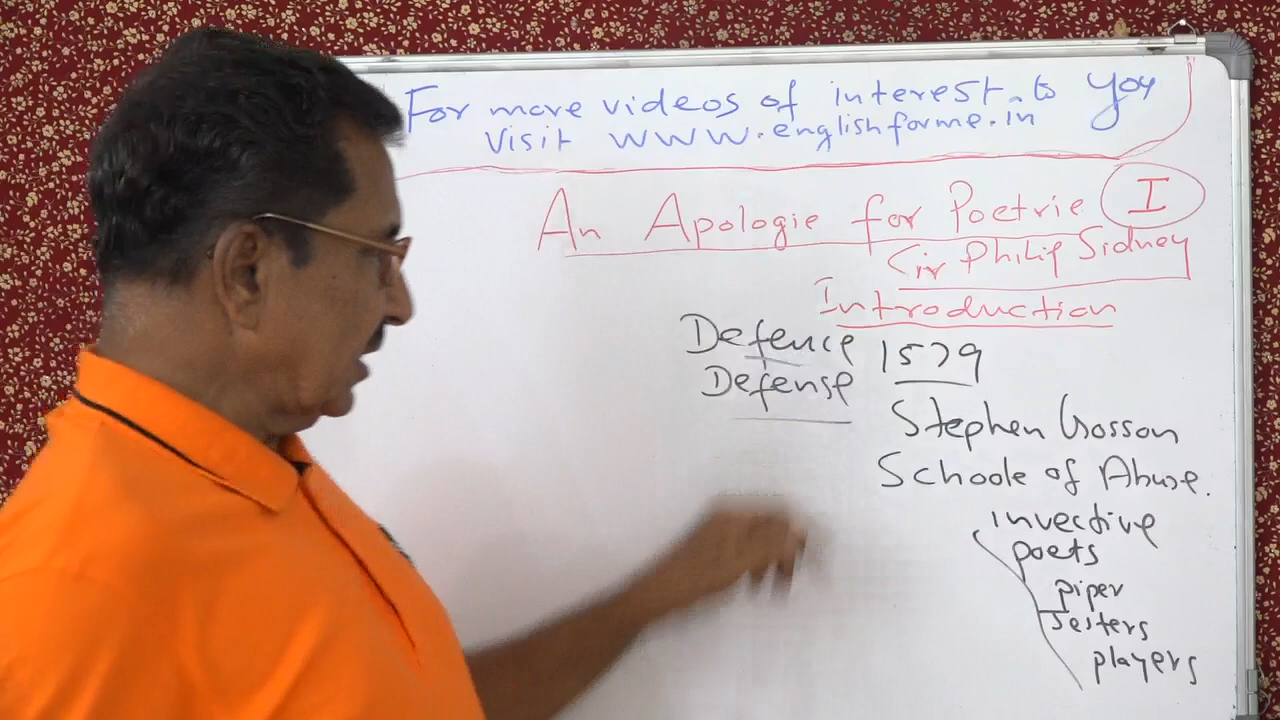 For more videos of interest to you
visit www.englishforme.in
An Apologie for Poetrie I
Sir Philip Sidney
Introduction
Defence 1579
Defense
Stephen Gosson
Schoole of Abuse.
invective
poets
piper
Jesters
players